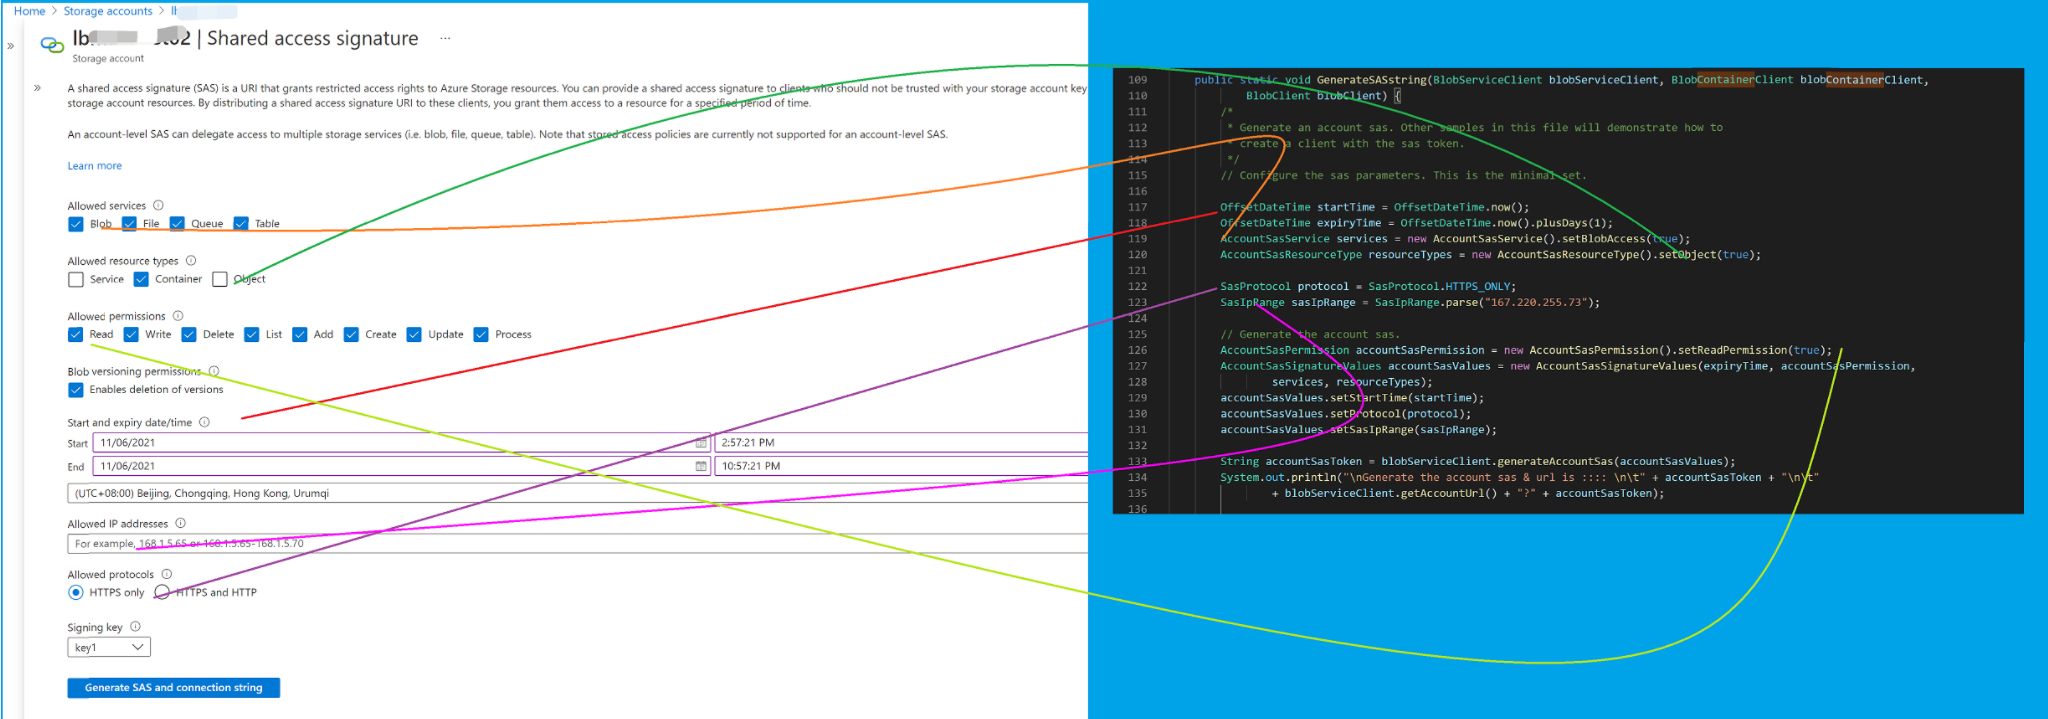 Home > Storage accounts >
| Shared access signature ...
Storage account
A shared access signature (SAS) is a URI that grants restricted access rights to Azure Storage resources. You can provide a shared access signature to clients who should not be trusted with your storage account key
storage account resources. By distributing a shared access signature URI to these clients, you grant them access to a resource for a specified period of time.
An account-level SAS can delegate access to multiple storage services (i.e. blob, file, queue, table). Note that stored access policies are currently not supported for an account-level SAS.
Learn more
Allowed services
Blob File Queue Table
Allowed resource types
Service Container Object
Allowed permissions
Read Write Delete List Add Create Update Process
Blob versioning permissions
Enables deletion of versions
Start and expiry date/time
Start 11/06/2021 2:57:21 PM
End 11/06/2021 10:57:21 PM
(UTC+08:00) Beijing, Chongqing, Hong Kong, Urumqi
Allowed IP addresses
For example, 168.1.5.65 or 168.1.5.65-168.1.5.70
Allowed protocols
HTTPS only HTTPS and HTTP
Signing key
key1
Generate SAS and connection string
109 public static void GenerateSASstring(BlobServiceClient blobServiceClient, BlobContainerClient blobContainerClient,
110 BlobClient blobClient) {
111 /*
112 * Generate an account sas. Other samples in this file will demonstrate how to
113 * create a client with the sas token.
114 */
115 // Configure the sas parameters. This is the minimal set.
116
117 OffsetDateTime startTime = OffsetDateTime.now();
118 OffsetDateTime expiryTime = OffsetDateTime.now().plusDays(1);
119 AccountSasService services = new AccountSasService().setBlobAccess(true);
120 AccountSasResourceType resourceTypes = new AccountSasResourceType().setObject(true);
121
122 SasProtocol protocol = SasProtocol.HTTPS_ONLY;
123 SasIpRange sasIpRange = SasIpRange.parse("167.220.255.73");
124
125 // Generate the account sas.
126 AccountSasPermission accountSasPermission = new AccountSasPermission().setReadPermission(true);
127 AccountSasSignatureValues accountSasValues = new AccountSasSignatureValues(expiryTime, accountSasPermission,
128 services, resourceTypes);
129 accountSasValues.setStartTime(startTime);
130 accountSasValues.setProtocol(protocol);
131 accountSasValues.setSasIpRange(sasIpRange);
132
133 String accountSasToken = blobServiceClient.generateAccountSas(accountSasValues);
134 System.out.println("\nGenerate the account sas & url is :::: \n\t" + accountSasToken + "\n\t"
135 + blobServiceClient.getAccountUrl() + "?" + accountSasToken);
136